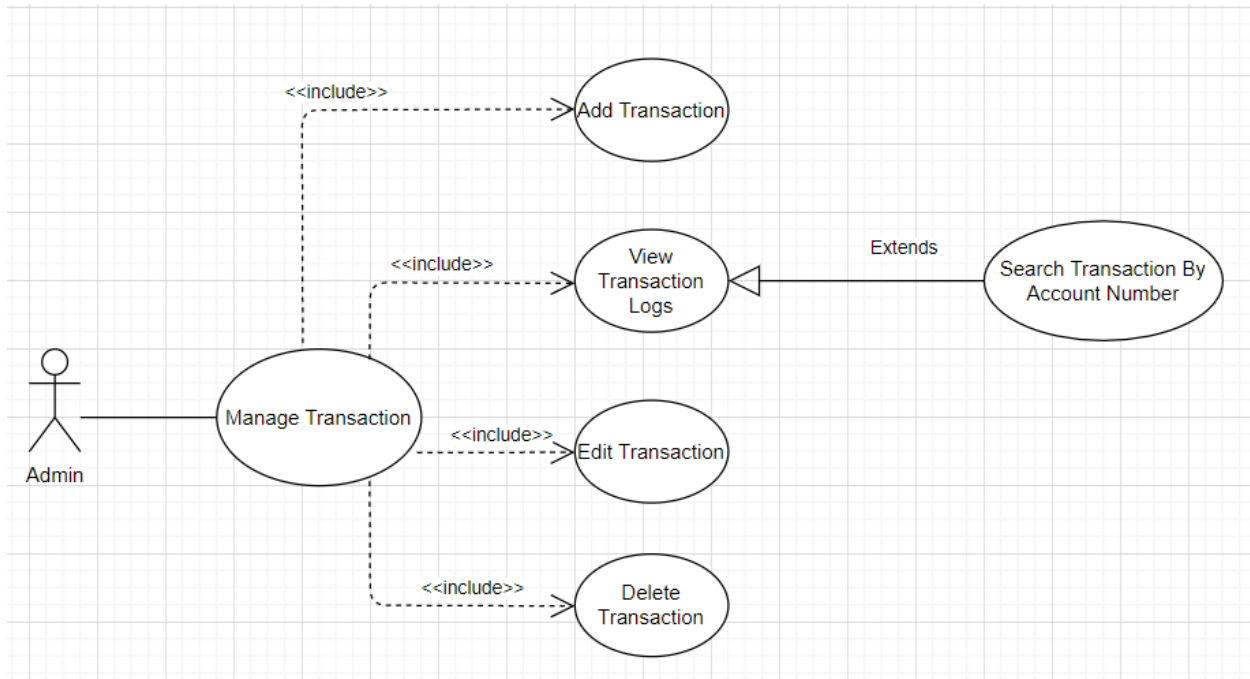 <<include>>
Add Transaction
<<include>>
View
Transaction
Logs
Extends
Search Transaction By
Account Number
Manage Transaction
Admin
<<include>>
Edit Transaction
<<include>>
Delete
Transaction